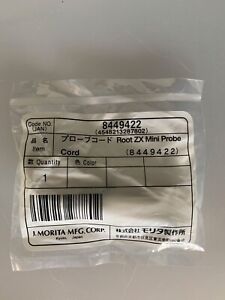 Code NO. 8449422
(JAN) (4548213287602)
品名 プローブコード Root ZX Mini Probe
Item Cord (8449422)
数 Quantity 色 Color
1
J. MORITA MFG. CORP. 株式会社 モリタ製作所
Kyoto, Japan